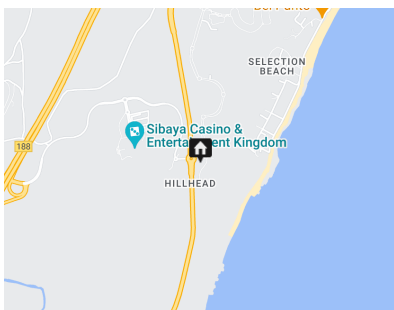 SELECTION
BEACH
Sibaya Casino &
Entertainment Kingdom
188
HILLHEAD